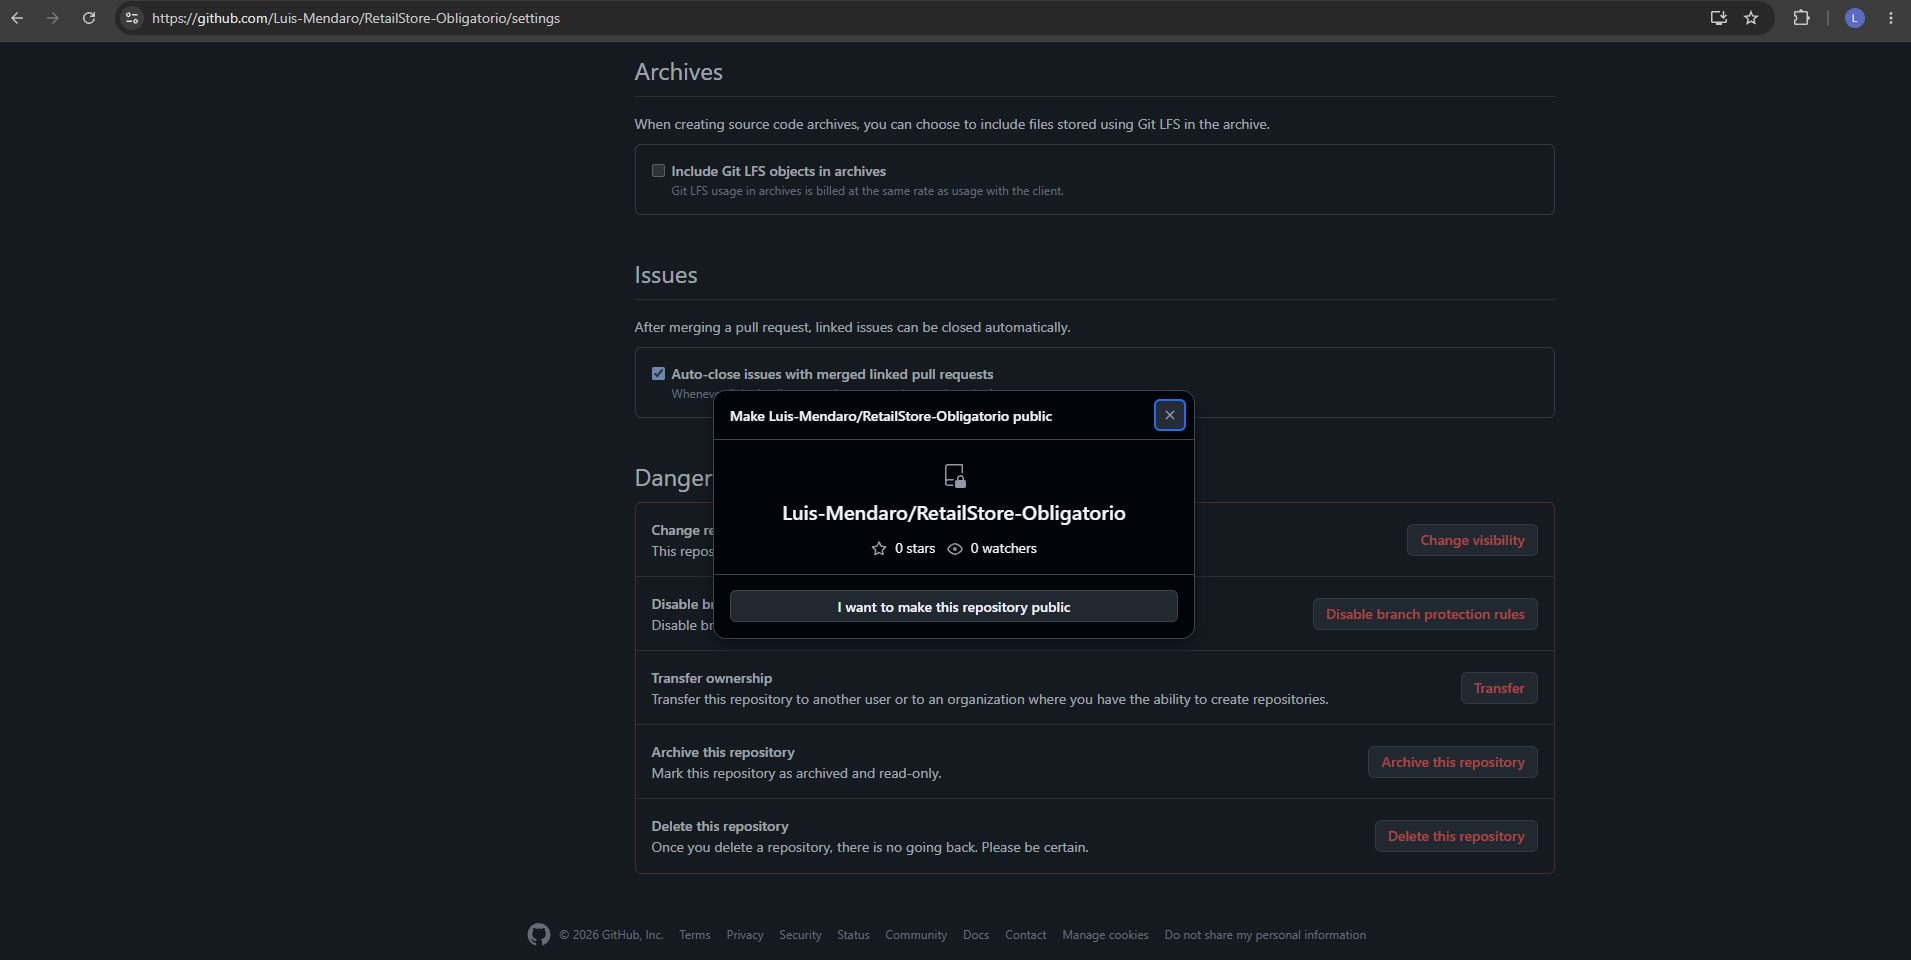 https://github.com/Luis-Mendaro/RetailStore-Obligatorio/settings
L
Archives
When creating source code archives, you can choose to include files stored using Git LFS in the archive.
Include Git LFS objects in archives
Git LFS usage in archives is billed at the same rate as usage with the client.
Issues
After merging a pull request, linked issues can be closed automatically.
Auto-close issues with merged linked pull requests
Make Luis-Mendaro/RetailStore-Obligatorio public
Luis-Mendaro/RetailStore-Obligatorio
0 stars 0 watchers
I want to make this repository public
Danger
Change re
This repos
Change visibility
Disable br
Disable br
Disable branch protection rules
Transfer ownership
Transfer this repository to another user or to an organization where you have the ability to create repositories.
Transfer
Archive this repository
Mark this repository as archived and read-only.
Archive this repository
Delete this repository
Once you delete a repository, there is no going back. Please be certain.
Delete this repository
© 2026 GitHub, Inc. Terms Privacy Security Status Community Docs Contact Manage cookies Do not share my personal information